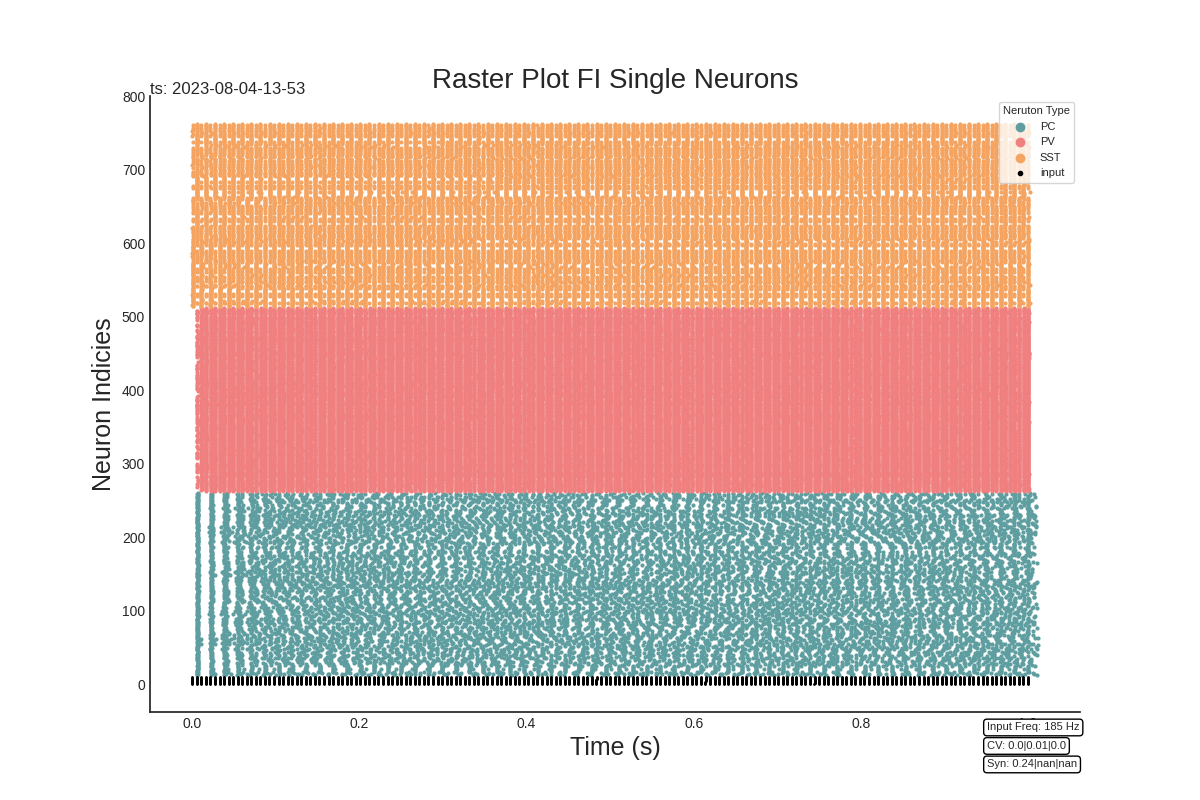 Raster Plot FI Single Neurons
ts: 2023-08-04-13-53
Neuron Indicies
800
700
600
500
400
300
200
100
0
Neruton Type
PC
PV
SST
input
0.0
0.2
0.4
0.6
0.8
Time (s)
Input Freq: 185 Hz
CV: 0.0|0.01|0.0
Syn: 0.24|nan|nan